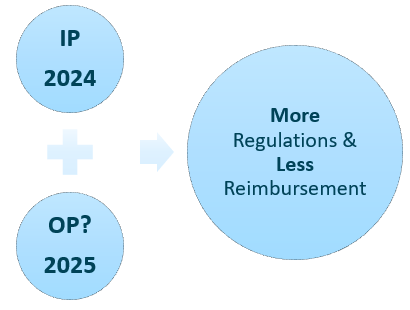 IP
2024
OP?
2025
More
Regulations &
Less
Reimbursement